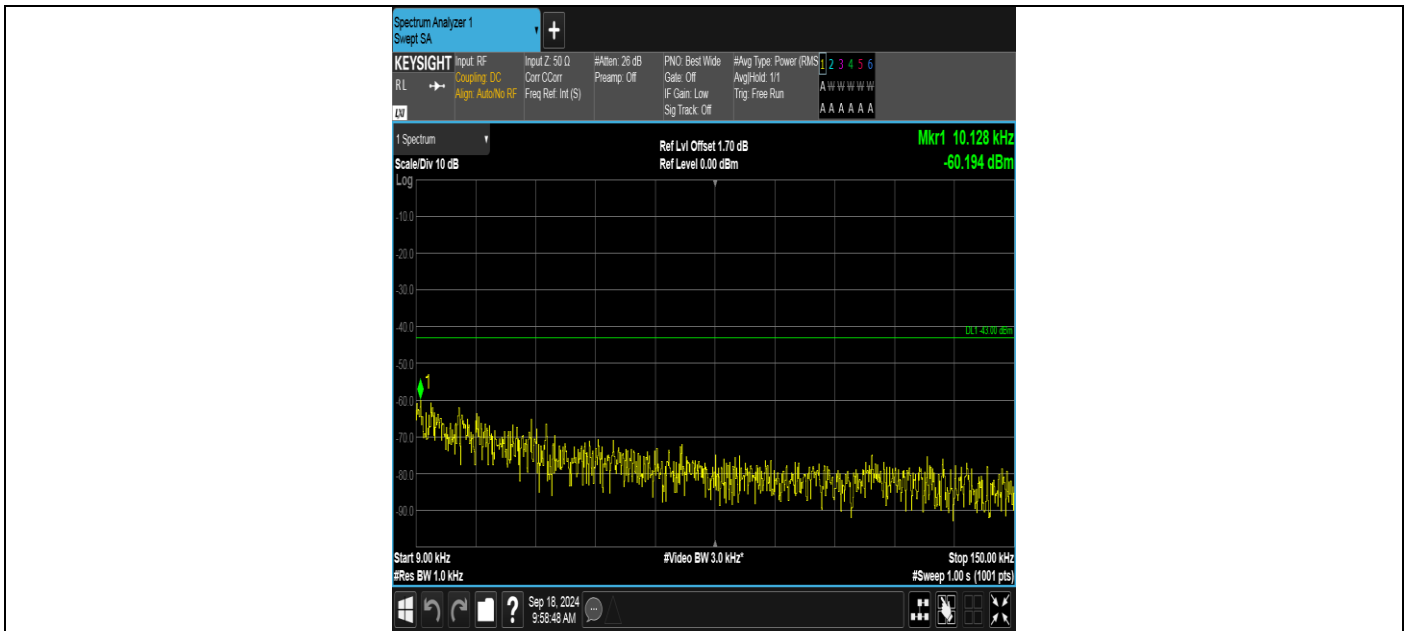 Spectrum Analyzer 1
Swept SA
+
KEYSIGHT
RL
LXI
Input: RF
Coupling: DC
Align: Auto/No RF
Input Z: 50 Ω
Corr CCorr
Freq Ref: Int (S)
#Atten: 26 dB
Preamp: Off
PNO: Best Wide
Gate: Off
IF Gain: Low
Sig Track: Off
#Avg Type: Power (RMS
Avg|Hold: 1/1
Trig: Free Run
1 2 3 4 5 6
A W W W W W
A A A A A A
1 Spectrum
Scale/Div 10 dB
Ref Lvl Offset 1.70 dB
Ref Level 0.00 dBm
Mkr1 10.128 kHz
-60.194 dBm
Log
-10.0
-20.0
-30.0
-40.0
DL1 -43.00 dBm
-50.0
1
-60.0
-70.0
-80.0
-90.0
Start 9.00 kHz
#Res BW 1.0 kHz
#Video BW 3.0 kHz*
Stop 150.00 kHz
#Sweep 1.00 s (1001 pts)
?
Sep 18, 2024
9:58:48 AM